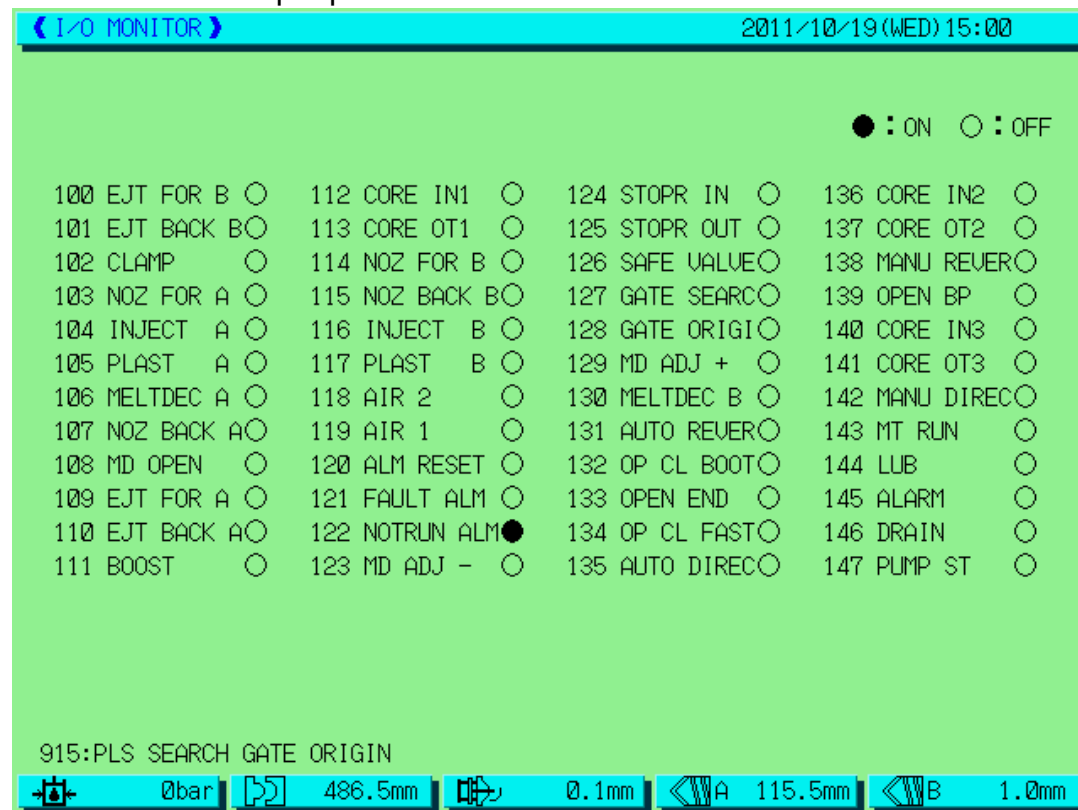 ❰I/O MONITOR❱ 2011/10/19(WED)15:00
●:ON ○:OFF
100 EJT FOR B ○ 112 CORE IN1 ○ 124 STOPR IN ○ 136 CORE IN2 ○
101 EJT BACK B○ 113 CORE OT1 ○ 125 STOPR OUT ○ 137 CORE OT2 ○
102 CLAMP ○ 114 NOZ FOR B ○ 126 SAFE VALVE○ 138 MANU REVER○
103 NOZ FOR A ○ 115 NOZ BACK B○ 127 GATE SEARC○ 139 OPEN BP ○
104 INJECT A ○ 116 INJECT B ○ 128 GATE ORIGI○ 140 CORE IN3 ○
105 PLAST A ○ 117 PLAST B ○ 129 MD ADJ + ○ 141 CORE OT3 ○
106 MELTDEC A ○ 118 AIR 2 ○ 130 MELTDEC B ○ 142 MANU DIREC○
107 NOZ BACK A○ 119 AIR 1 ○ 131 AUTO REVER○ 143 MT RUN ○
108 MD OPEN ○ 120 ALM RESET ○ 132 OP CL BOOT○ 144 LUB ○
109 EJT FOR A ○ 121 FAULT ALM ○ 133 OPEN END ○ 145 ALARM ○
110 EJT BACK A○ 122 NOTRUN ALM● 134 OP CL FAST○ 146 DRAIN ○
111 BOOST ○ 123 MD ADJ - ○ 135 AUTO DIREC○ 147 PUMP ST ○
915:PLS SEARCH GATE ORIGIN
0bar 486.5mm 0.1mm A 115.5mm B 1.0mm